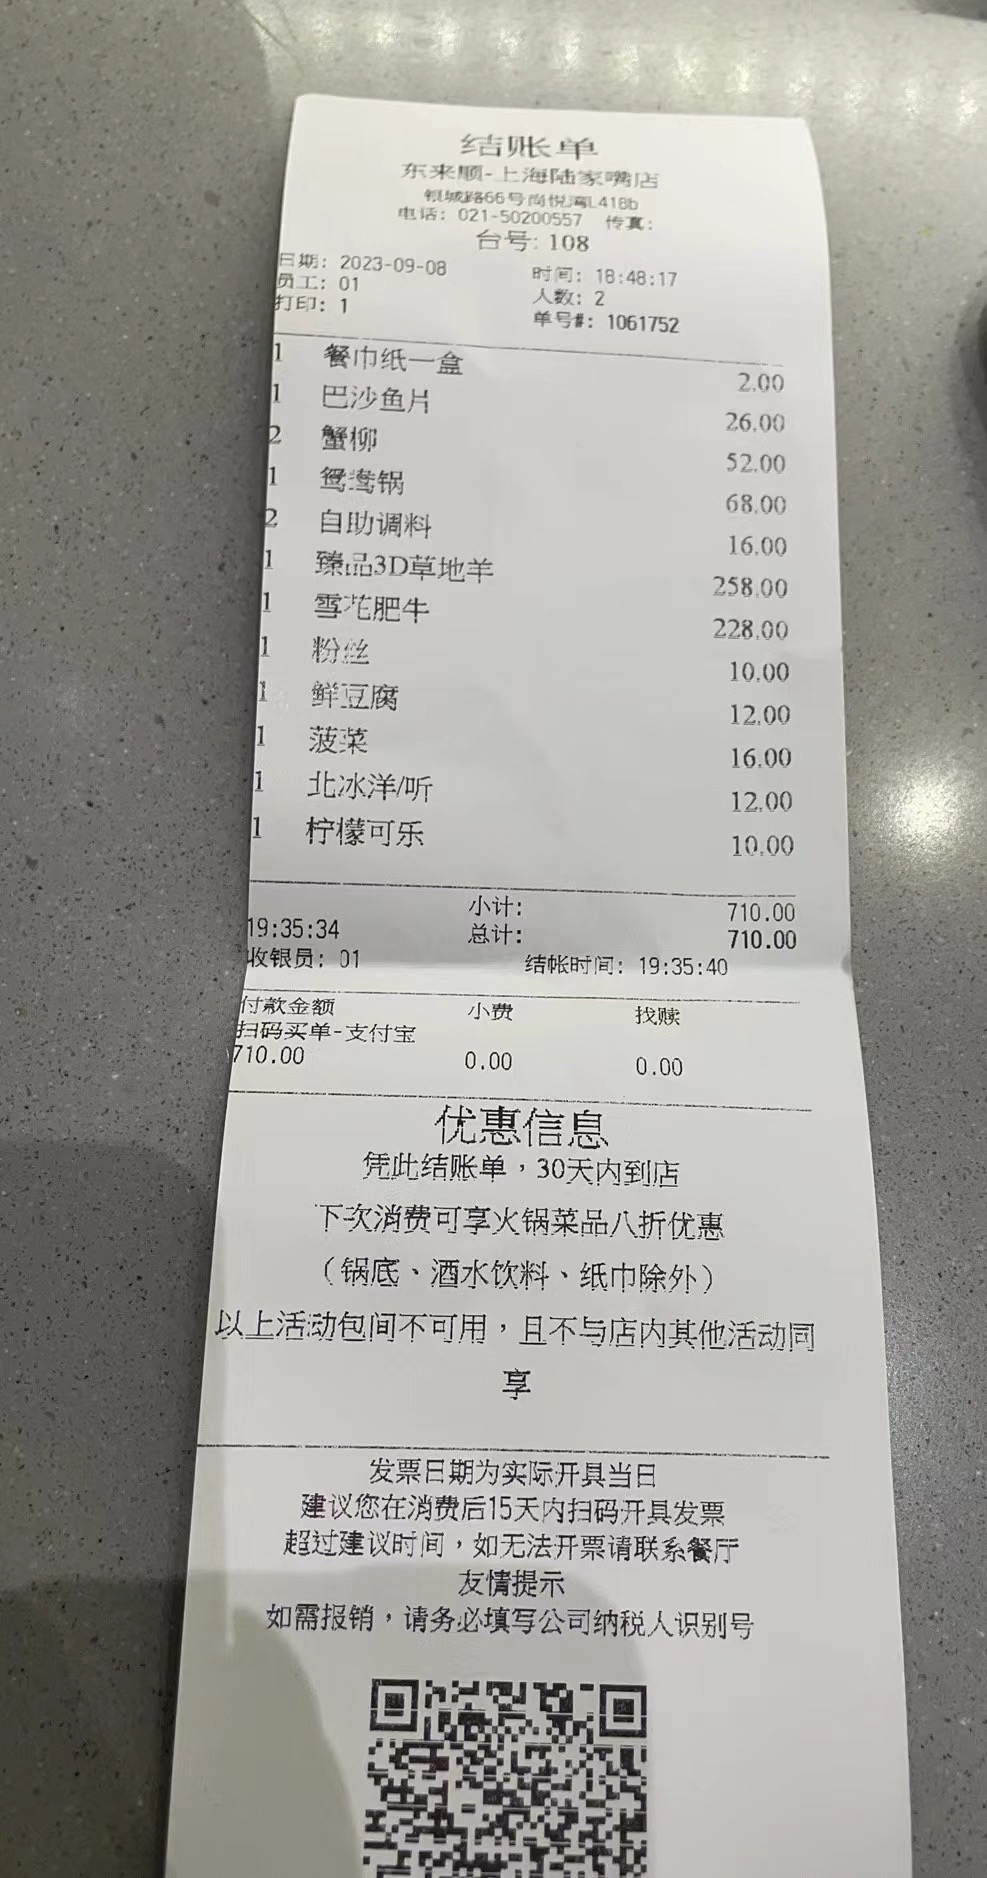 结账单
东来顺-上海陆家嘴店
银城路66号尚悦湾L418b
电话: 021-50200557 传真:
台号: 108
日期: 2023-09-08 时间: 18:48:17
员工: 01 人数: 2
打印: 1 单号#: 1061752
1 餐巾纸一盒 2.00
1 巴沙鱼片 26.00
2 蟹柳 52.00
1 鸳鸯锅 68.00
2 自助调料 16.00
1 臻品3D草地羊 258.00
1 雪花肥牛 228.00
1 粉丝 10.00
1 鲜豆腐 12.00
1 菠菜 16.00
1 北冰洋/听 12.00
1 柠檬可乐 10.00
小计: 710.00
19:35:34 总计: 710.00
收银员: 01 结帐时间: 19:35:40
付款金额 小费 找赎
扫码买单-支付宝
710.00 0.00 0.00
优惠信息
凭此结账单，30天内到店
下次消费可享火锅菜品八折优惠
（锅底、酒水饮料、纸巾除外）
以上活动包间不可用，且不与店内其他活动同
享
发票日期为实际开具当日
建议您在消费后15天内扫码开具发票
超过建议时间，如无法开票请联系餐厅
友情提示
如需报销，请务必填写公司纳税人识别号